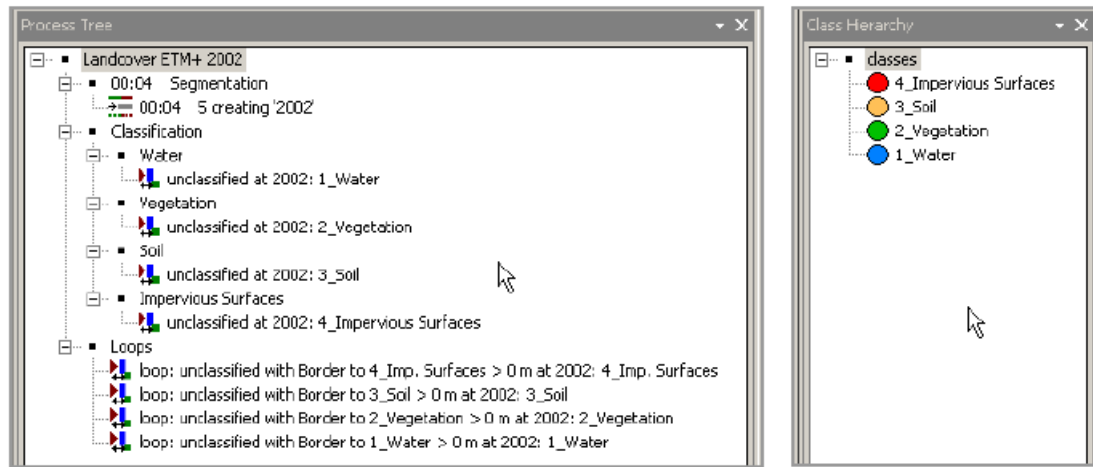 Process Tree
Landcover ETM+ 2002
00:04 Segmentation
00:04 5 creating '2002'
Classification
Water
unclassified at 2002: 1_Water
Vegetation
unclassified at 2002: 2_Vegetation
Soil
unclassified at 2002: 3_Soil
Impervious Surfaces
unclassified at 2002: 4_Impervious Surfaces
Loops
loop: unclassified with Border to 4_Imp. Surfaces > 0 m at 2002: 4_Imp. Surfaces
loop: unclassified with Border to 3_Soil > 0 m at 2002: 3_Soil
loop: unclassified with Border to 2_Vegetation > 0 m at 2002: 2_Vegetation
loop: unclassified with Border to 1_Water > 0 m at 2002: 1_Water
Class Hierarchy
classes
4_Impervious Surfaces
3_Soil
2_Vegetation
1_Water